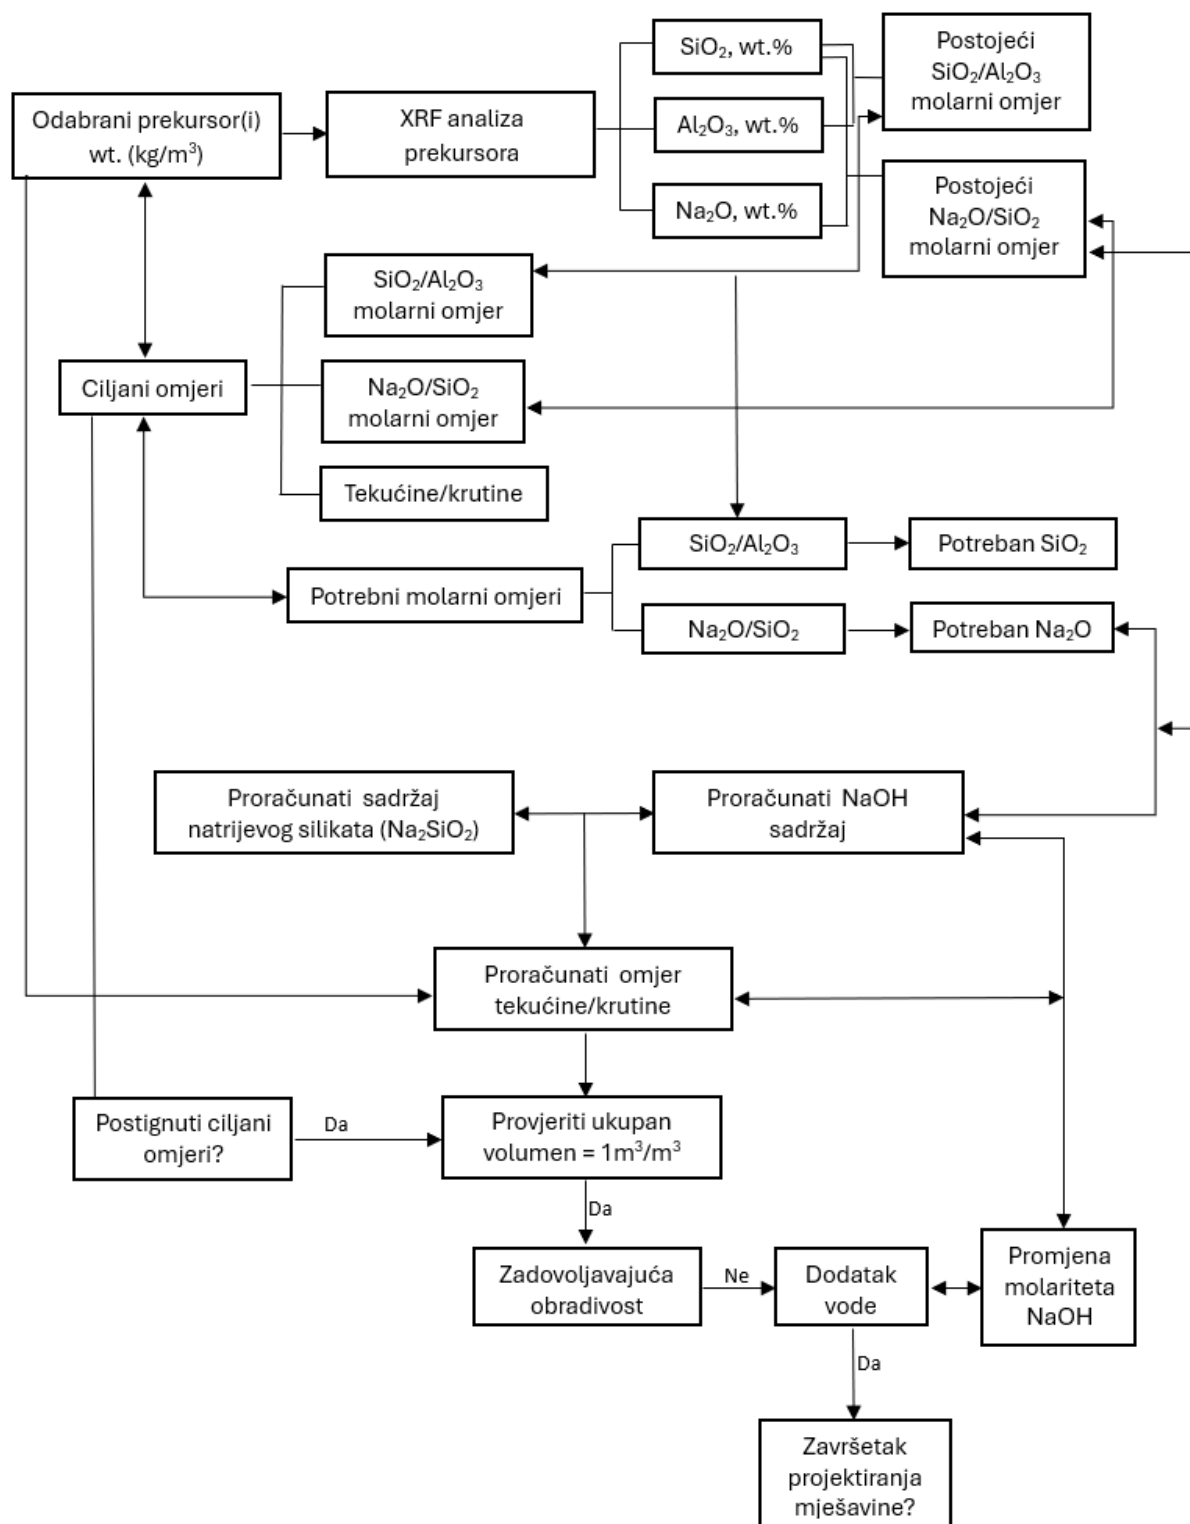 Odabrani prekursor(i)
wt. (kg/m³)
XRF analiza
prekursora
SiO₂, wt.%
Al₂O₃, wt.%
Na₂O, wt.%
Postojeći
SiO₂/Al₂O₃
molarni omjer
Postojeći
Na₂O/SiO₂
molarni omjer
SiO₂/Al₂O₃
molarni omjer
Ciljani omjeri
Na₂O/SiO₂
molarni omjer
Tekućine/krutine
Potrebni molarni omjeri
SiO₂/Al₂O₃
Potreban SiO₂
Na₂O/SiO₂
Potreban Na₂O
Proračunati sadržaj
natrijevog silikata (Na₂SiO₂)
Proračunati NaOH
sadržaj
Proračunati omjer
tekućine/krutine
Postignuti ciljani
omjeri?
Da
Provjeriti ukupan
volumen = 1m³/m³
Da
Zadovoljavajuća
obradivost
Ne
Dodatak
vode
Promjena
molariteta
NaOH
Da
Završetak
projektiranja
mješavine?